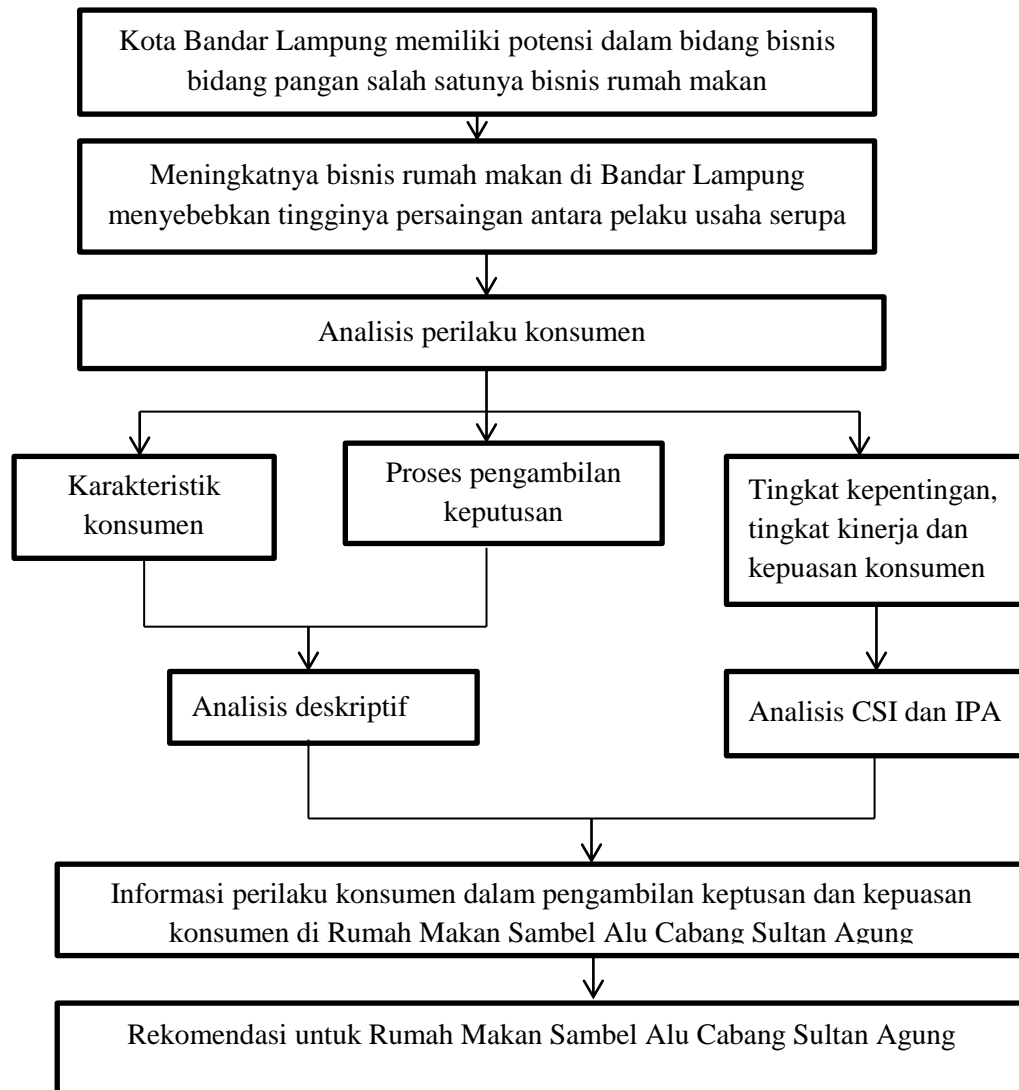 Kota Bandar Lampung memiliki potensi dalam bidang bisnis
bidang pangan salah satunya bisnis rumah makan
Meningkatnya bisnis rumah makan di Bandar Lampung
menyebebkan tingginya persaingan antara pelaku usaha serupa
Analisis perilaku konsumen
Karakteristik
konsumen
Proses pengambilan
keputusan
Tingkat kepentingan,
tingkat kinerja dan
kepuasan konsumen
Analisis deskriptif
Analisis CSI dan IPA
Informasi perilaku konsumen dalam pengambilan keptusan dan kepuasan
konsumen di Rumah Makan Sambel Alu Cabang Sultan Agung
Rekomendasi untuk Rumah Makan Sambel Alu Cabang Sultan Agung